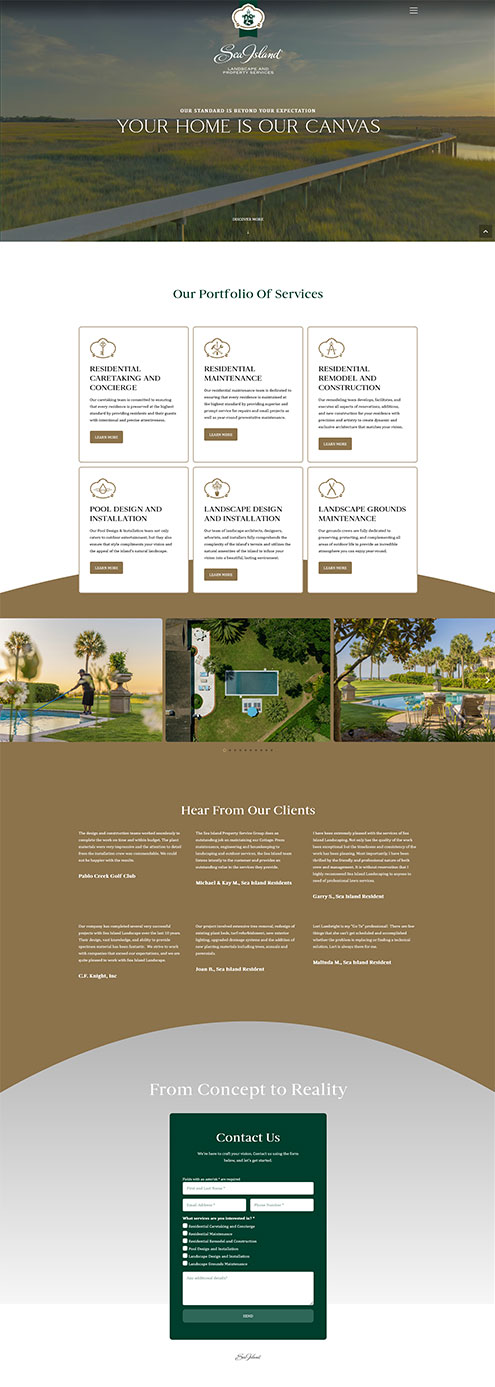 Sea Island
LANDSCAPE AND
PROPERTY SERVICES
OUR STANDARD IS BEYOND YOUR EXPECTATION
YOUR HOME IS OUR CANVAS
DISCOVER MORE
Our Portfolio Of Services
RESIDENTIAL
CARETAKING AND
CONCIERGE
Our caretaking team is committed to ensuring
that every residence is preserved at the highest
standard by providing residents and their guests
with intentional and precise attentiveness.
LEARN MORE
RESIDENTIAL
MAINTENANCE
Our residential maintenance team is dedicated to
ensuring that every residence is maintained at
the highest standard by providing superior and
prompt service for repairs and small projects as
well as year-round preventative maintenance.
LEARN MORE
RESIDENTIAL
REMODEL AND
CONSTRUCTION
Our remodeling team develops, facilitates, and
executes all aspects of renovations, additions,
and new construction for your residence with
precision and artistry to create dynamic and
exclusive architecture that matches your vision.
LEARN MORE
POOL DESIGN AND
INSTALLATION
Our Pool Design & Installation team not only
caters to outdoor entertainment, but they also
ensure that style compliments your vision and
the appeal of the island's natural landscape.
LEARN MORE
LANDSCAPE DESIGN
AND INSTALLATION
Our team of landscape architects, designers,
arborists, and installers fully comprehends the
complexity of the island's terrain and utilizes the
natural amenities of the island to infuse your
vision into a beautiful, lasting environment.
LEARN MORE
LANDSCAPE GROUNDS
MAINTENANCE
Our grounds crews are fully dedicated to
preserving, protecting, and complementing all
areas of outdoor life to provide an incredible
atmosphere you can enjoy year-round.
LEARN MORE
Hear From Our Clients
The design and construction teams worked seamlessly to
complete the work on time and within budget. The plant
materials were very impressive and the attention to detail
from the installation crew was commendable. We could
not be happier with the results.
Pablo Creek Golf Club
The Sea Island Property Service Group does an
outstanding job on maintaining our Cottage. From
maintenance, engineering and housekeeping to
landscaping and outdoor services, the Sea Island team
listens intently to the customer and provides an
outstanding value in the services they provide.
Michael & Kay M., Sea Island Residents
I have been extremely pleased with the services of Sea
Island Landscaping. Not only has the quality of the work
been exceptional but the timeliness and consistency of the
work has been pleasing. Most importantly I have been
thrilled by the friendly and professional nature of both
crew and management. It is without reservation that I
highly recommend Sea Island Landscaping to anyone in
need of professional lawn services.
Garry S., Sea Island Resident
Our company has completed several very successful
projects with Sea Island Landscape over the last 10 years.
Their design, vast knowledge, and ability to provide
specimen material has been fantastic. We strive to work
with companies that exceed our expectations, and we are
quite pleased to work with Sea Island Landscape.
C.F. Knight, Inc
Our project involved extensive tree removal, redesign of
existing plant beds, turf refurbishment, new exterior
lighting, upgraded drainage systems and the addition of
new planting materials including trees, annuals and
perennials.
Joan B., Sea Island Resident
Lori Lambright is my "Go To" professional. There are few
things that she can't get scheduled and accomplished
whether the problem is replacing or finding a technical
solution. Lori is always there for me.
Malinda M., Sea Island Resident
From Concept to Reality
Contact Us
We're here to craft your vision. Contact us using the form
below, and let's get started.
Fields with an asterisk * are required
First and Last Name *
Email Address *
Phone Number *
What services are you interested in? *
Residential Caretaking and Concierge
Residential Maintenance
Residential Remodel and Construction
Pool Design and Installation
Landscape Design and Installation
Landscape Grounds Maintenance
Any additional details?
SEND
Sea Island